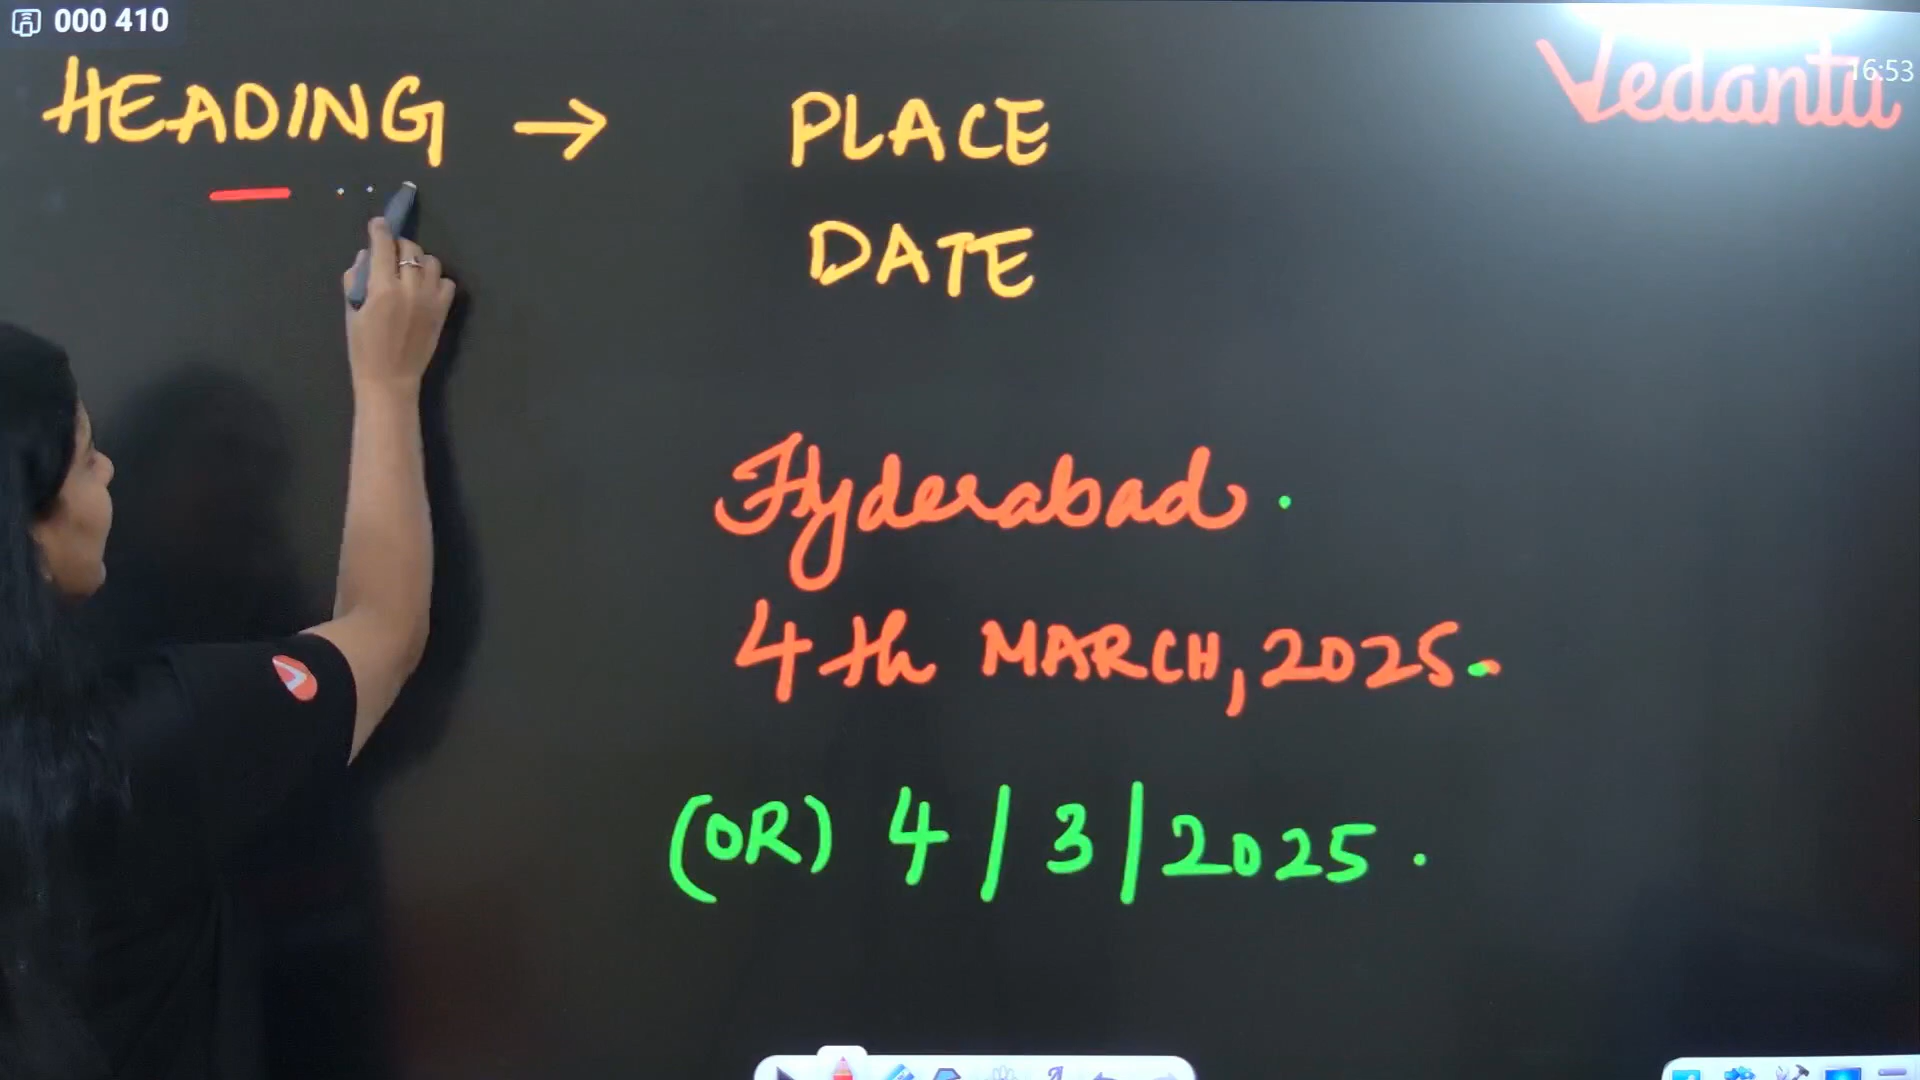 000 410
Vedantu
16:53
HEADING → PLACE
DATE
Hyderabad.
4th MARCH, 2025.
(OR) 4/3/2025.